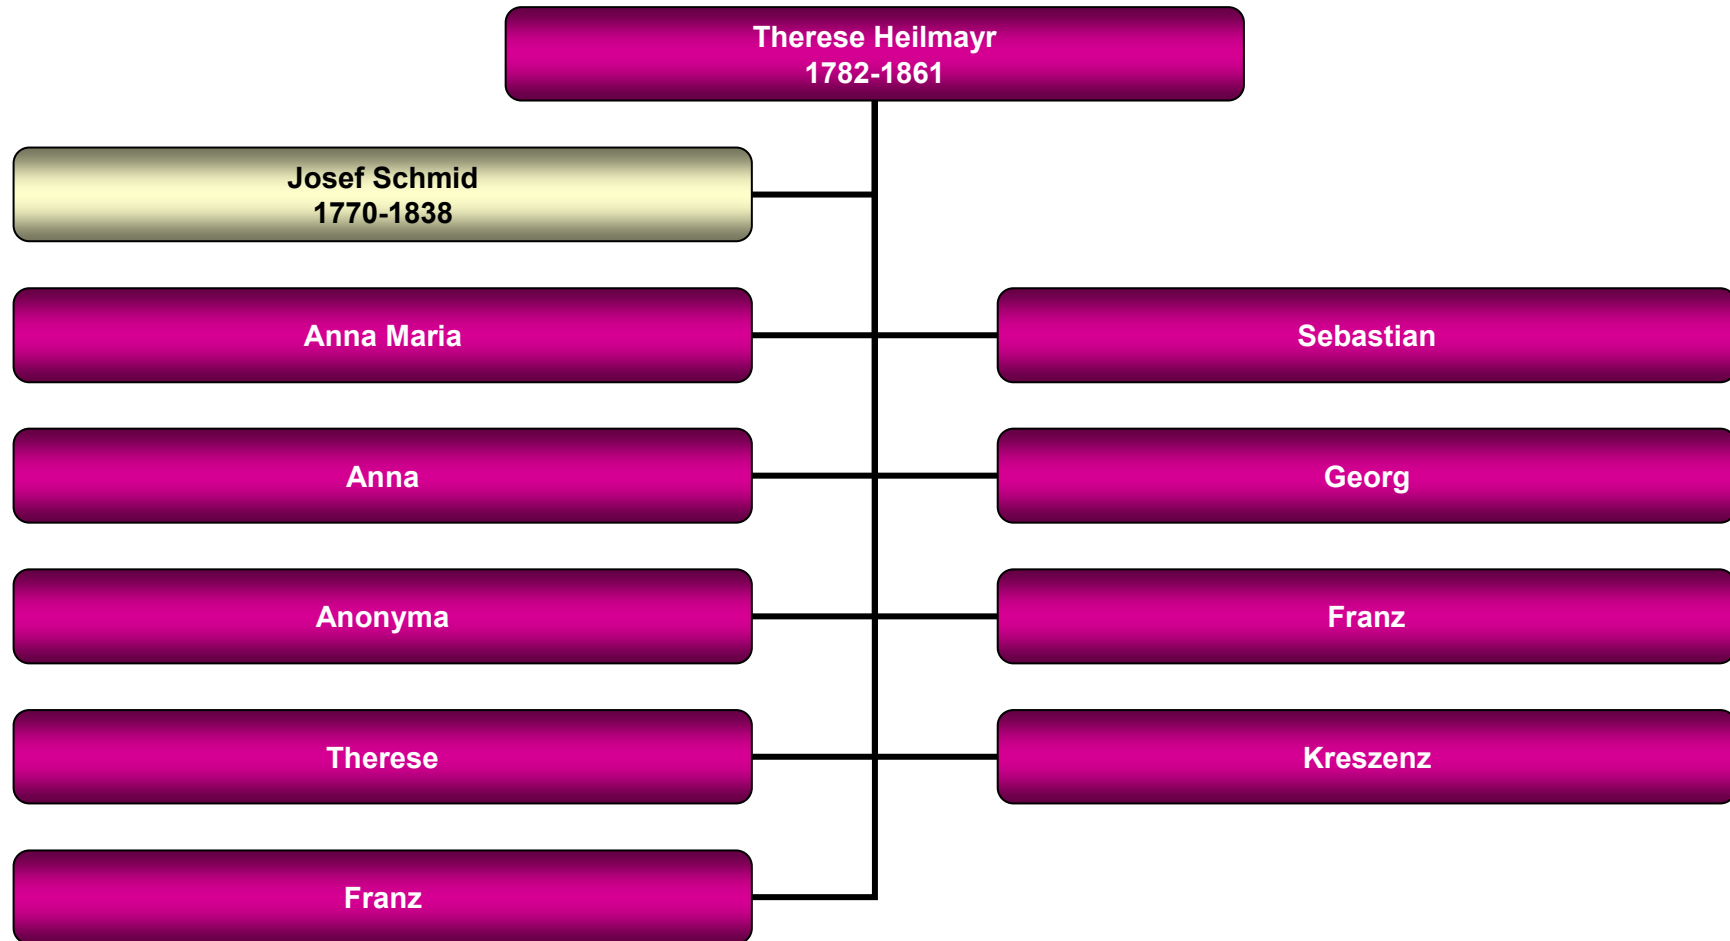 Therese Heilmayr
1782-1861
Josef Schmid
1770-1838
Anna Maria
Sebastian
Anna
Georg
Anonyma
Franz
Therese
Kreszenz
Franz